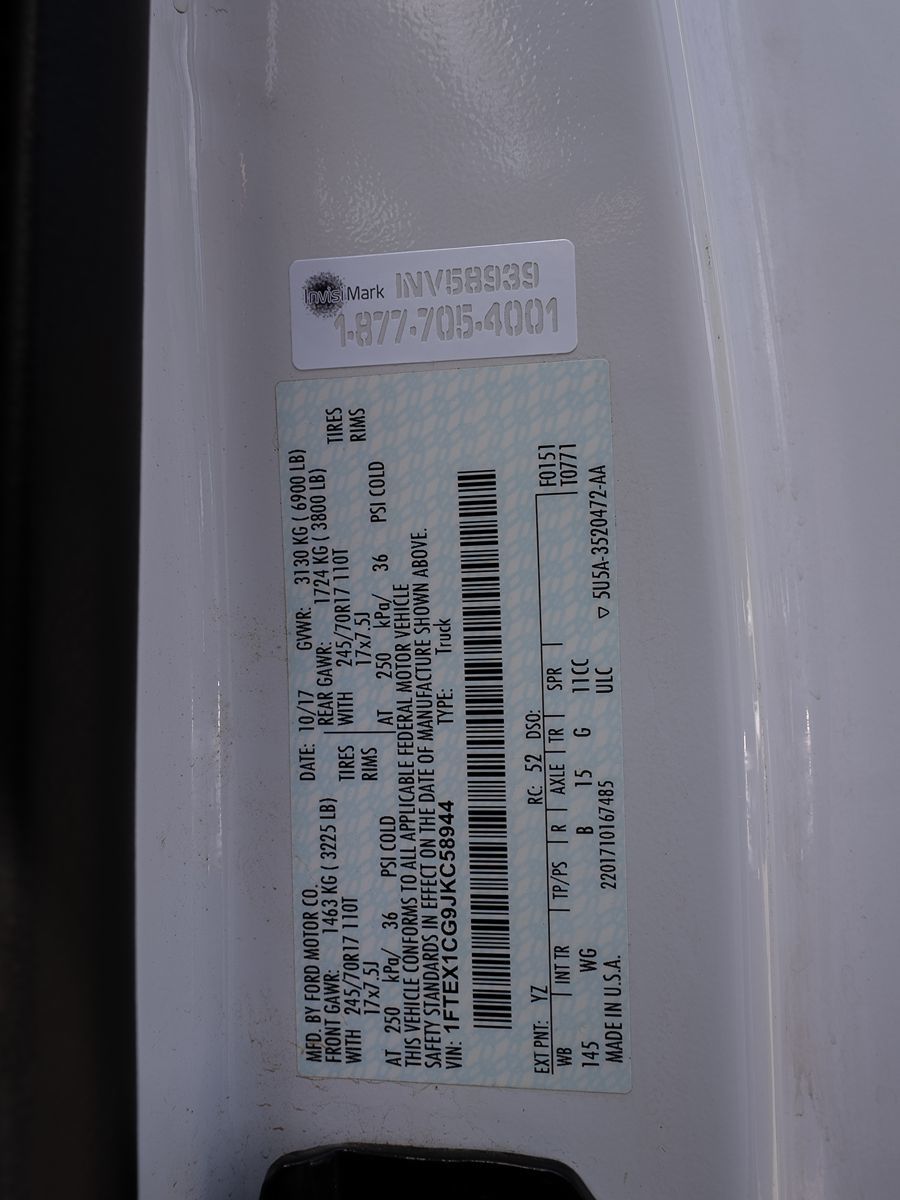 InvisiMark INV58939
1-877-705-4001
MFD. BY FORD MOTOR CO. DATE: 10/17 GVWR: 3130 KG ( 6900 LB)
FRONT GAWR: 1463 KG ( 3225 LB) REAR GAWR: 1724 KG ( 3800 LB)
WITH 245/70R17 110T TIRES WITH 245/70R17 110T TIRES
17x7.5J RIMS 17x7.5J RIMS
AT 250 kPa/ 36 PSI COLD AT 250 kPa/ 36 PSI COLD
THIS VEHICLE CONFORMS TO ALL APPLICABLE FEDERAL MOTOR VEHICLE
SAFETY STANDARDS IN EFFECT ON THE DATE OF MANUFACTURE SHOWN ABOVE.
VIN: 1FTEX1CG9JKC58944 TYPE: Truck
EXT PNT: YZ RC: 52 DSO: F0151
WB INT TR TP/PS R AXLE TR SPR T0771
145 WG B 15 G 11CC
MADE IN U.S.A. 2201710167485 ULC ▽ 5U5A-3520472-AA